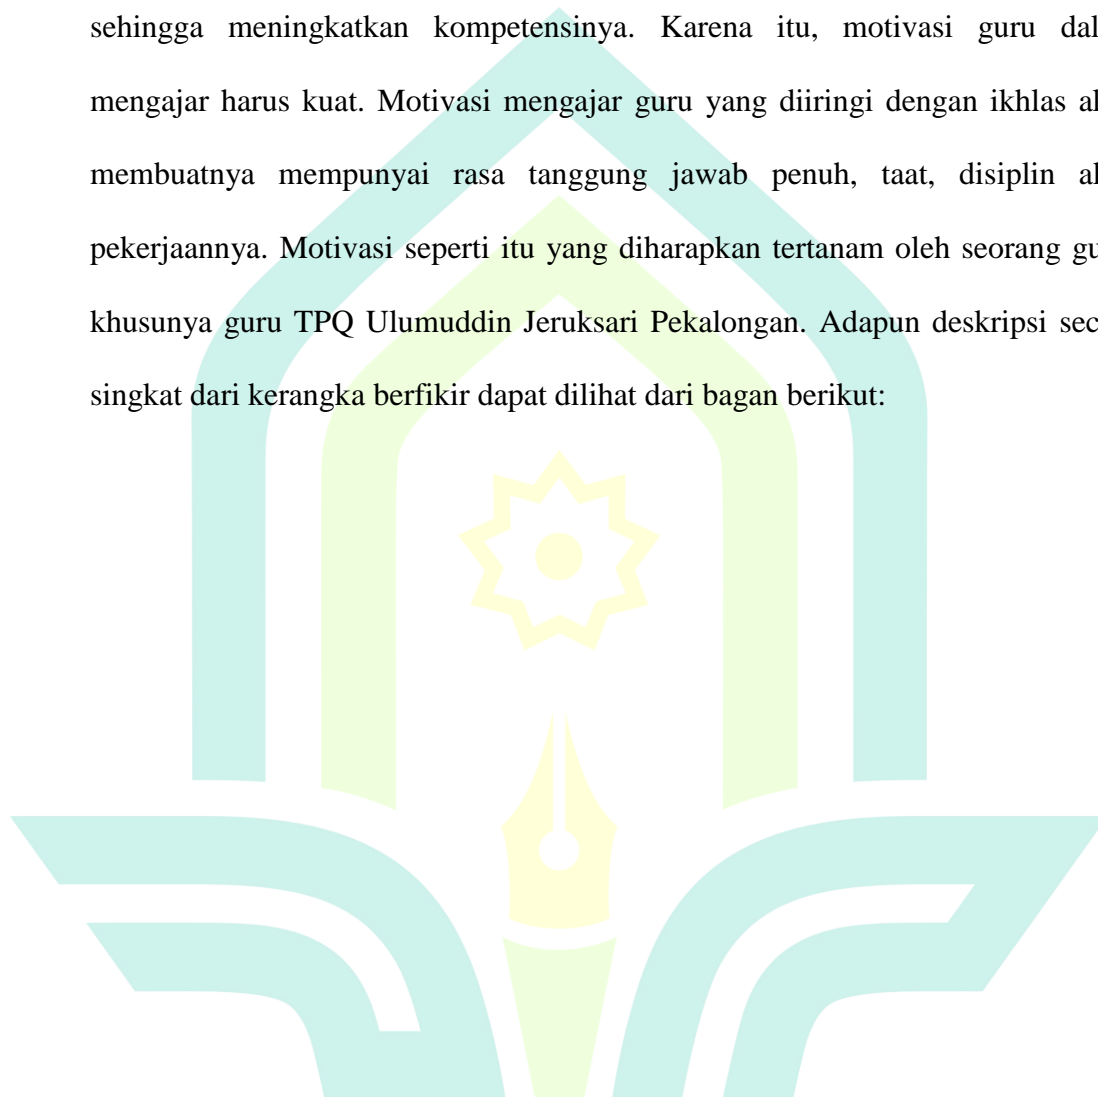 sehingga meningkatkan kompetensinya. Karena itu, motivasi guru dal
mengajar harus kuat. Motivasi mengajar guru yang diiringi dengan ikhlas a
membuatnya mempunyai rasa tanggung jawab penuh, taat, disiplin a
pekerjaannya. Motivasi seperti itu yang diharapkan tertanam oleh seorang gu
khusunya guru TPQ Ulumuddin Jeruksari Pekalongan. Adapun deskripsi sec
singkat dari kerangka berfikir dapat dilihat dari bagan berikut: